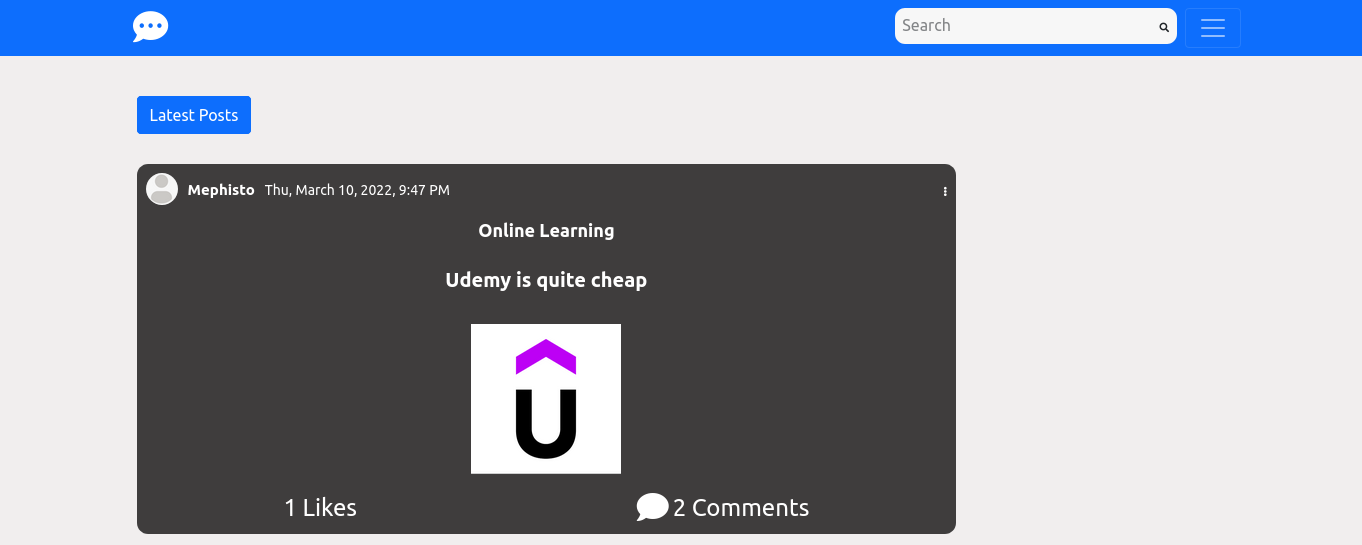 Search
Latest Posts
Mephisto Thu, March 10, 2022, 9:47 PM
Online Learning
Udemy is quite cheap
1 Likes 2 Comments